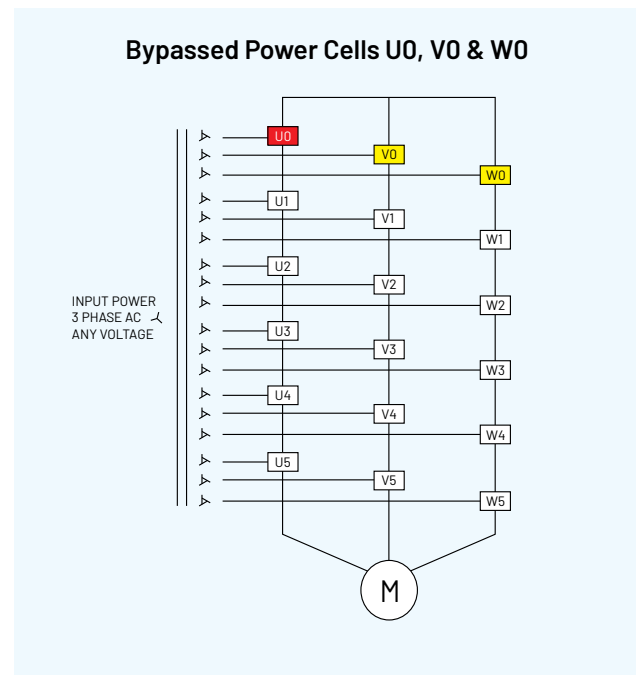 Bypassed Power Cells U0, V0 & W0
U0
V0
W0
U1
V1
W1
U2
V2
INPUT POWER
3 PHASE AC
ANY VOLTAGE
W2
U3
V3
W3
U4
V4
W4
U5
V5
W5
M